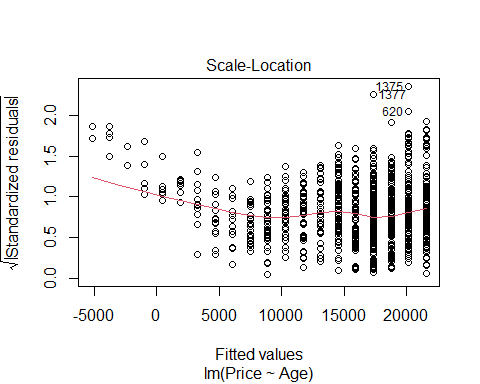 Scale-Location
√|Standardized residuals|
2.0
1.5
1.0
0.5
0.0
1375
1377
620
-5000 0 5000 10000 15000 20000
Fitted values
lm(Price ~ Age)